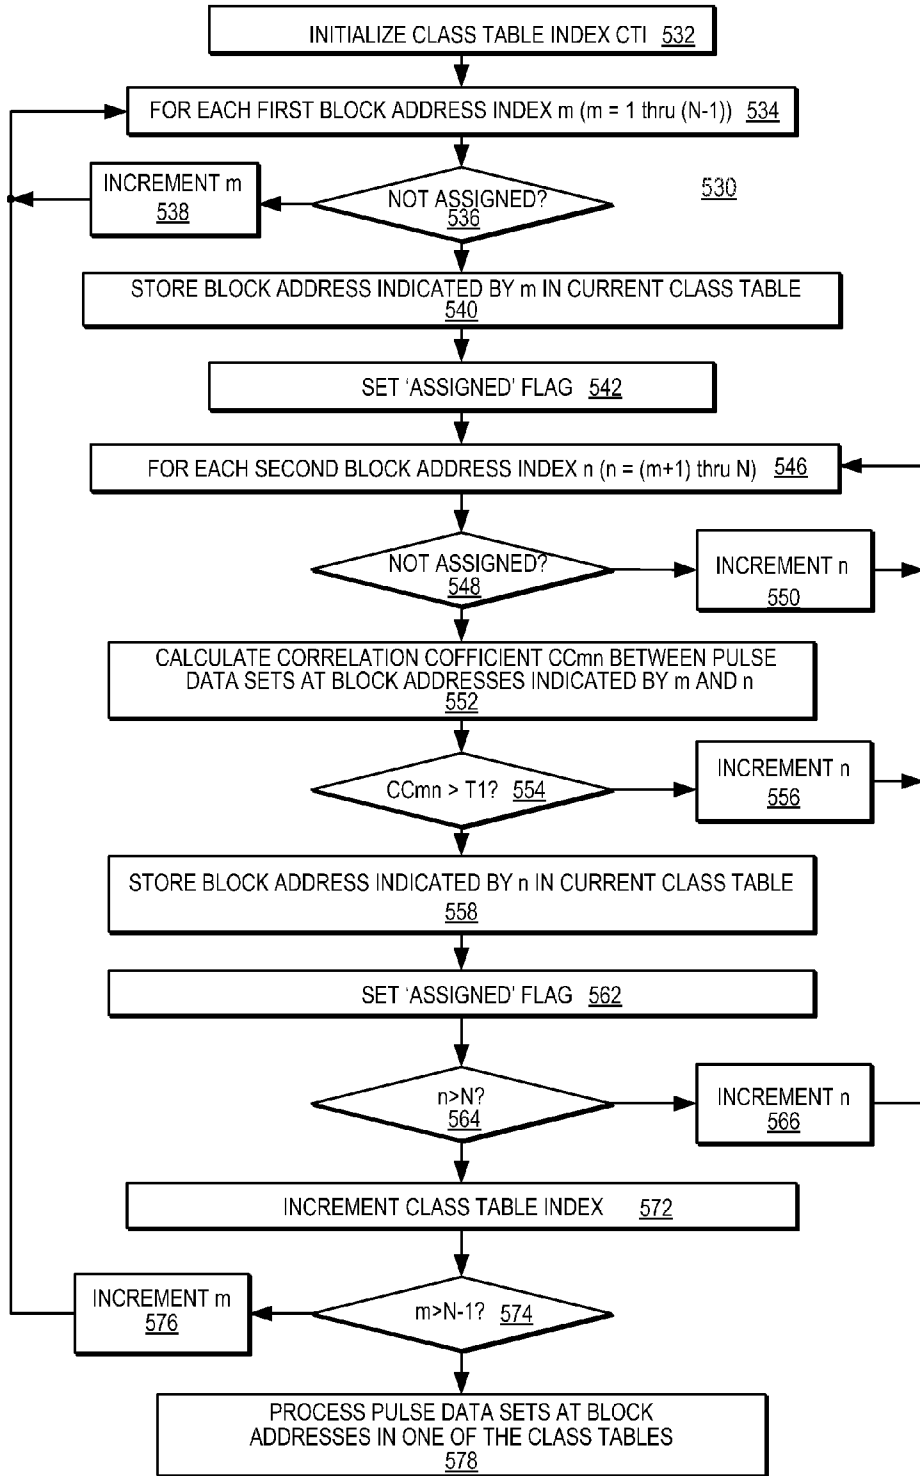 INITIALIZE CLASS TABLE INDEX CTI 532
FOR EACH FIRST BLOCK ADDRESS INDEX m (m = 1 thru (N-1)) 534
INCREMENT m
538
NOT ASSIGNED?
536
530
STORE BLOCK ADDRESS INDICATED BY m IN CURRENT CLASS TABLE
540
SET ‘ASSIGNED’ FLAG 542
FOR EACH SECOND BLOCK ADDRESS INDEX n (n = (m+1) thru N) 546
NOT ASSIGNED?
548
INCREMENT n
550
CALCULATE CORRELATION COFFICIENT CCmn BETWEEN PULSE
DATA SETS AT BLOCK ADDRESSES INDICATED BY m AND n
552
CCmn > T1? 554
INCREMENT n
556
STORE BLOCK ADDRESS INDICATED BY n IN CURRENT CLASS TABLE
558
SET ‘ASSIGNED’ FLAG 562
n>N?
564
INCREMENT n
566
INCREMENT CLASS TABLE INDEX 572
INCREMENT m
576
m>N-1? 574
PROCESS PULSE DATA SETS AT BLOCK
ADDRESSES IN ONE OF THE CLASS TABLES
578